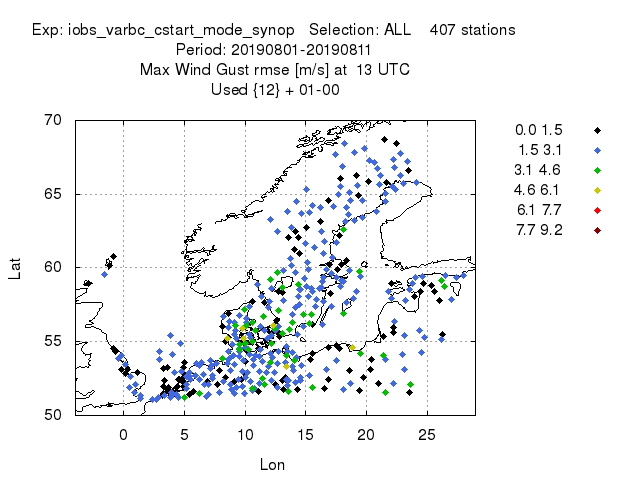 Exp: iobs_varbc_cstart_mode_synop   Selection: ALL    407 stations
Period: 20190801-20190811
Max Wind Gust rmse [m/s] at  13 UTC
Used {12} + 01-00
70
65
60
55
50
Lat
0 5 10 15 20 25
Lon
0.0 1.5
1.5 3.1
3.1 4.6
4.6 6.1
6.1 7.7
7.7 9.2